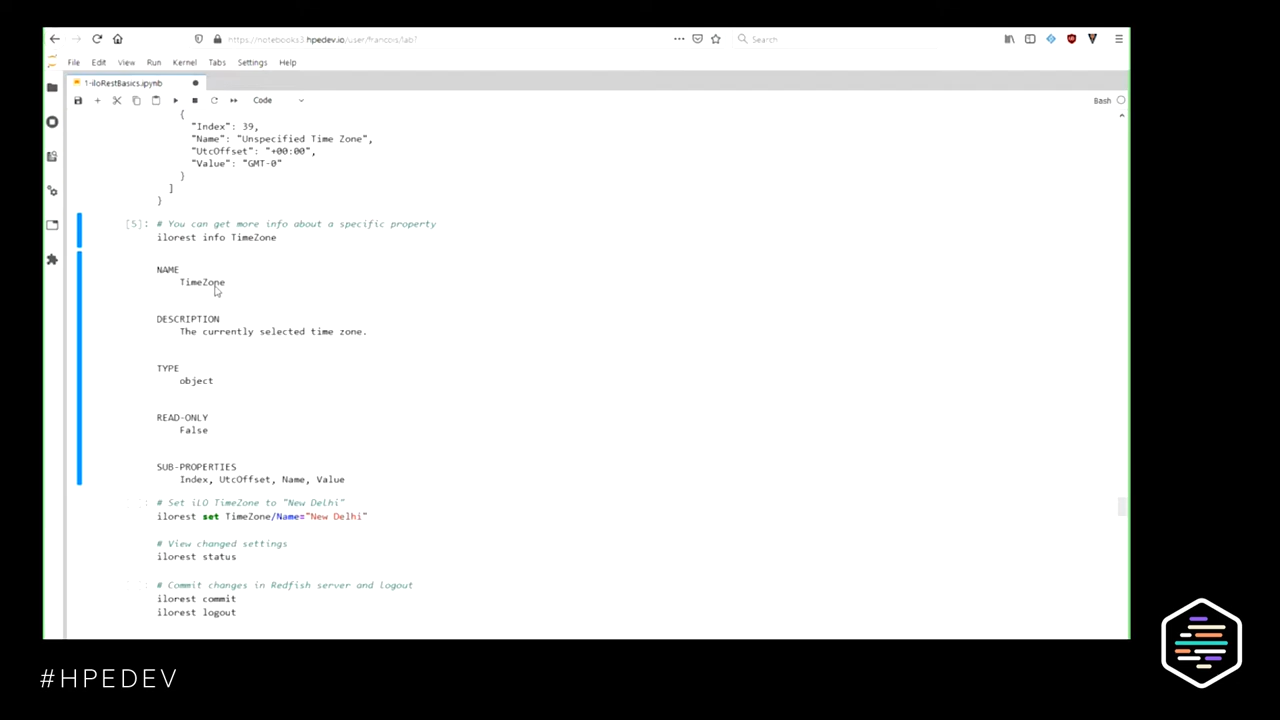 https://notebooks3.hpedev.io/user/francois/lab?
Search
File Edit View Run Kernel Tabs Settings Help
1-iloRestBasics.ipynb
Code
Bash
{
"Index": 39,
"Name": "Unspecified Time Zone",
"UtcOffset": "+00:00",
"Value": "GMT-0"
}
]
}
[5]: # You can get more info about a specific property
ilorest info TimeZone
NAME
TimeZone
DESCRIPTION
The currently selected time zone.
TYPE
object
READ-ONLY
False
SUB-PROPERTIES
Index, UtcOffset, Name, Value
]: # Set iLO TimeZone to "New Delhi"
ilorest set TimeZone/Name="New Delhi"
# View changed settings
ilorest status
]: # Commit changes in Redfish server and logout
ilorest commit
ilorest logout
#HPEDEV